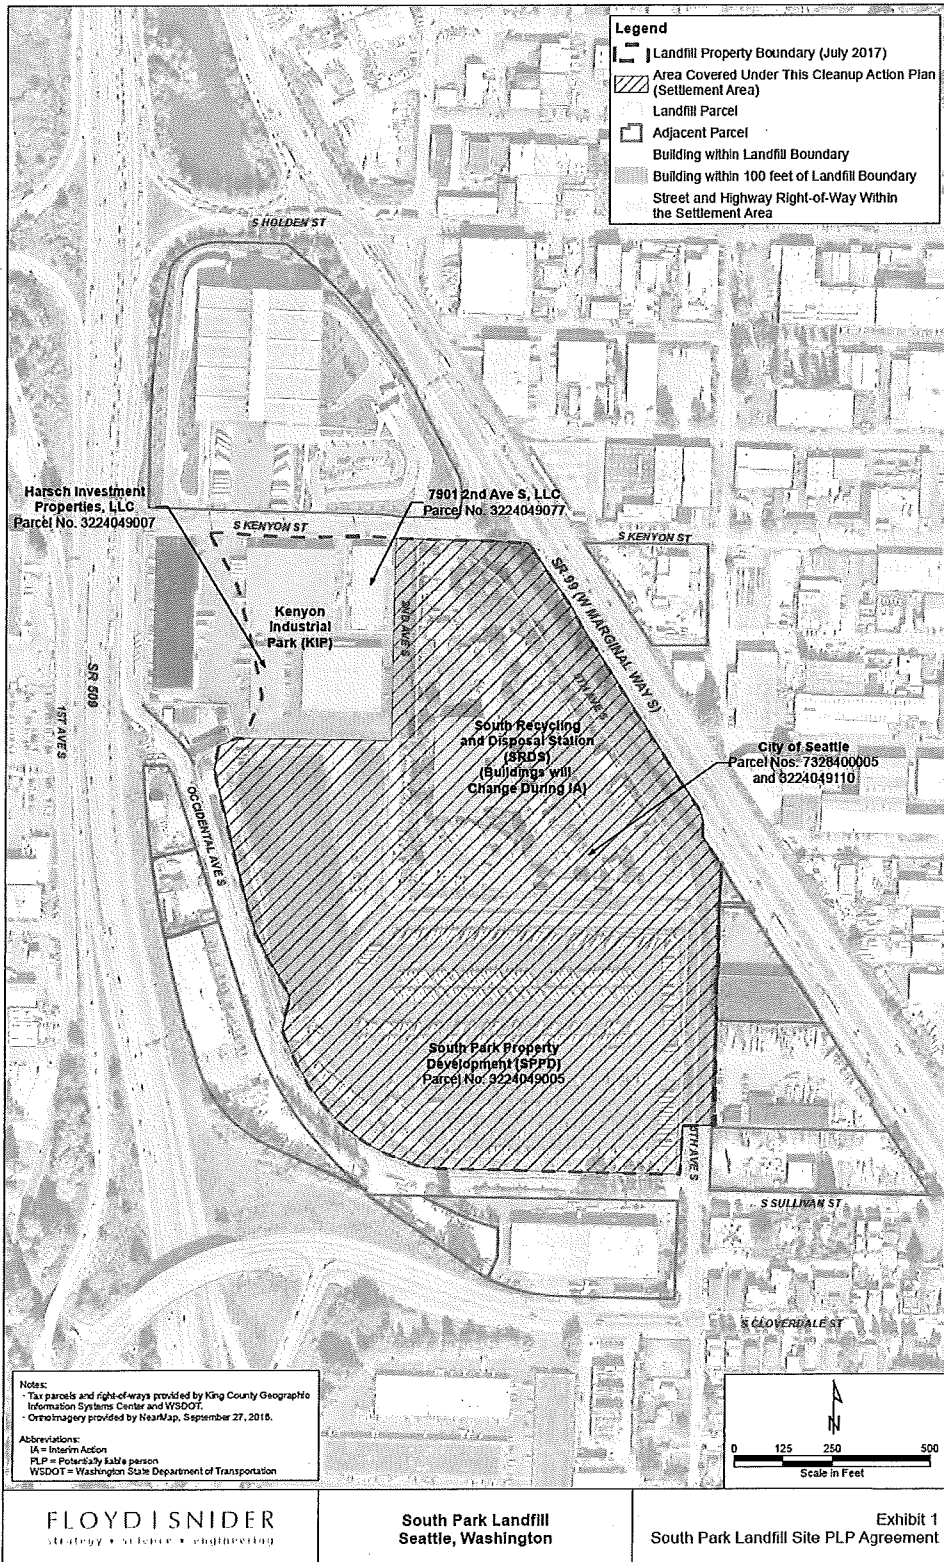 Legend
Landfill Property Boundary (July 2017)
Area Covered Under This Cleanup Action Plan
(Settlement Area)
Landfill Parcel
Adjacent Parcel
Building within Landfill Boundary
Building within 100 feet of Landfill Boundary
Street and Highway Right-of-Way Within
the Settlement Area
S HOLDEN ST
Harsch Investment
Properties, LLC
Parcel No. 3224049007
7901 2nd Ave S, LLC
Parcel No. 3224049077
S KENYON ST
S KENYON ST
SR 99 (W MARGINAL WAY S)
Kenyon
Industrial
Park (KIP)
2ND AVE S
5TH AVE S
SR 509
1ST AVE S
South Recycling
and Disposal Station
(SRDS)
(Buildings will
Change During IA)
City of Seattle
Parcel Nos. 7328400005
and 3224049110
OCCIDENTAL AVE S
South Park Property
Development (SPPD)
Parcel No. 3224049005
5TH AVE S
S SULLIVAN ST
S CLOVERDALE ST
Notes:
- Tax parcels and right-of-ways provided by King County Geographic
Information Systems Center and WSDOT.
- Orthoimagery provided by NearMap, September 27, 2016.
Abbreviations:
IA = Interim Action
PLP = Potentially liable person
WSDOT = Washington State Department of Transportation
N
0 125 250 500
Scale in Feet
FLOYD | SNIDER
strategy • science • engineering
South Park Landfill
Seattle, Washington
Exhibit 1
South Park Landfill Site PLP Agreement